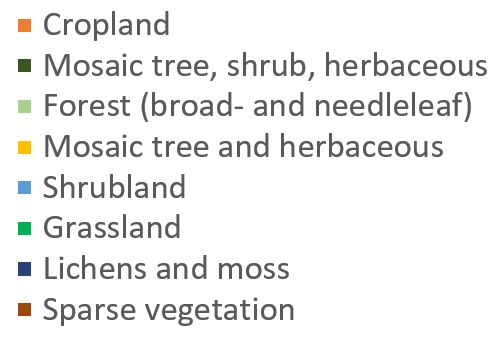 Cropland
Mosaic tree, shrub, herbaceous
Forest (broad- and needleleaf)
Mosaic tree and herbaceous
Shrubland
Grassland
Lichens and moss
Sparse vegetation